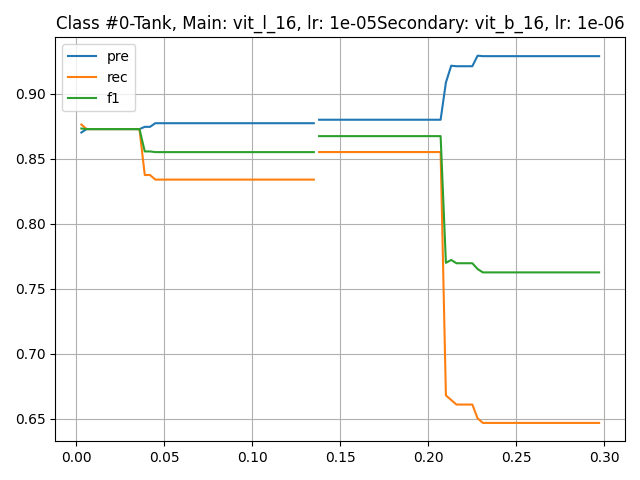 Class #0-Tank, Main: vit_l_16, lr: 1e-05Secondary: vit_b_16, lr: 1e-06
pre
rec
f1
0.90
0.85
0.80
0.75
0.70
0.65
0.00 0.05 0.10 0.15 0.20 0.25 0.30